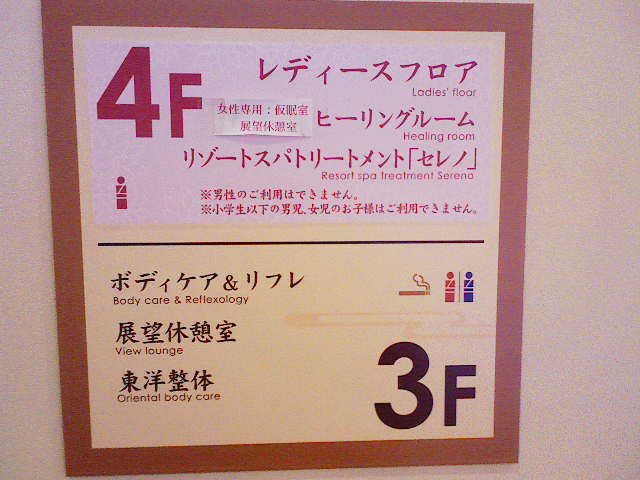 4F
レディースフロア
Ladies' floor
女性専用：仮眠室
展望休憩室
ヒーリングルーム
Healing room
リゾートスパトリートメント「セレノ」
Resort spa treatment Sereno
※男性のご利用はできません。
※小学生以下の男児、女児のお子様はご利用できません。
ボディケア&リフレ
Body care & Reflexology
展望休憩室
View lounge
東洋整体
Oriental body care
3F